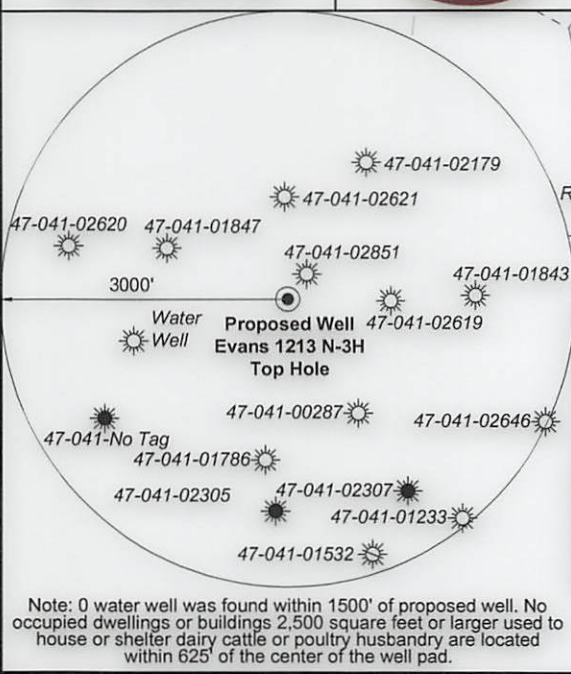 47-041-02179
47-041-02621
47-041-02620
47-041-01847
47-041-02851
47-041-01843
3000'
Water
Well
Proposed Well
Evans 1213 N-3H
Top Hole
47-041-02619
47-041-00287
47-041-02646
47-041-No Tag
47-041-01786
47-041-02305
47-041-02307
47-041-01233
47-041-01532
R
Note: 0 water well was found within 1500' of proposed well. No
occupied dwellings or buildings 2,500 square feet or larger used to
house or shelter dairy cattle or poultry husbandry are located
within 625' of the center of the well pad.